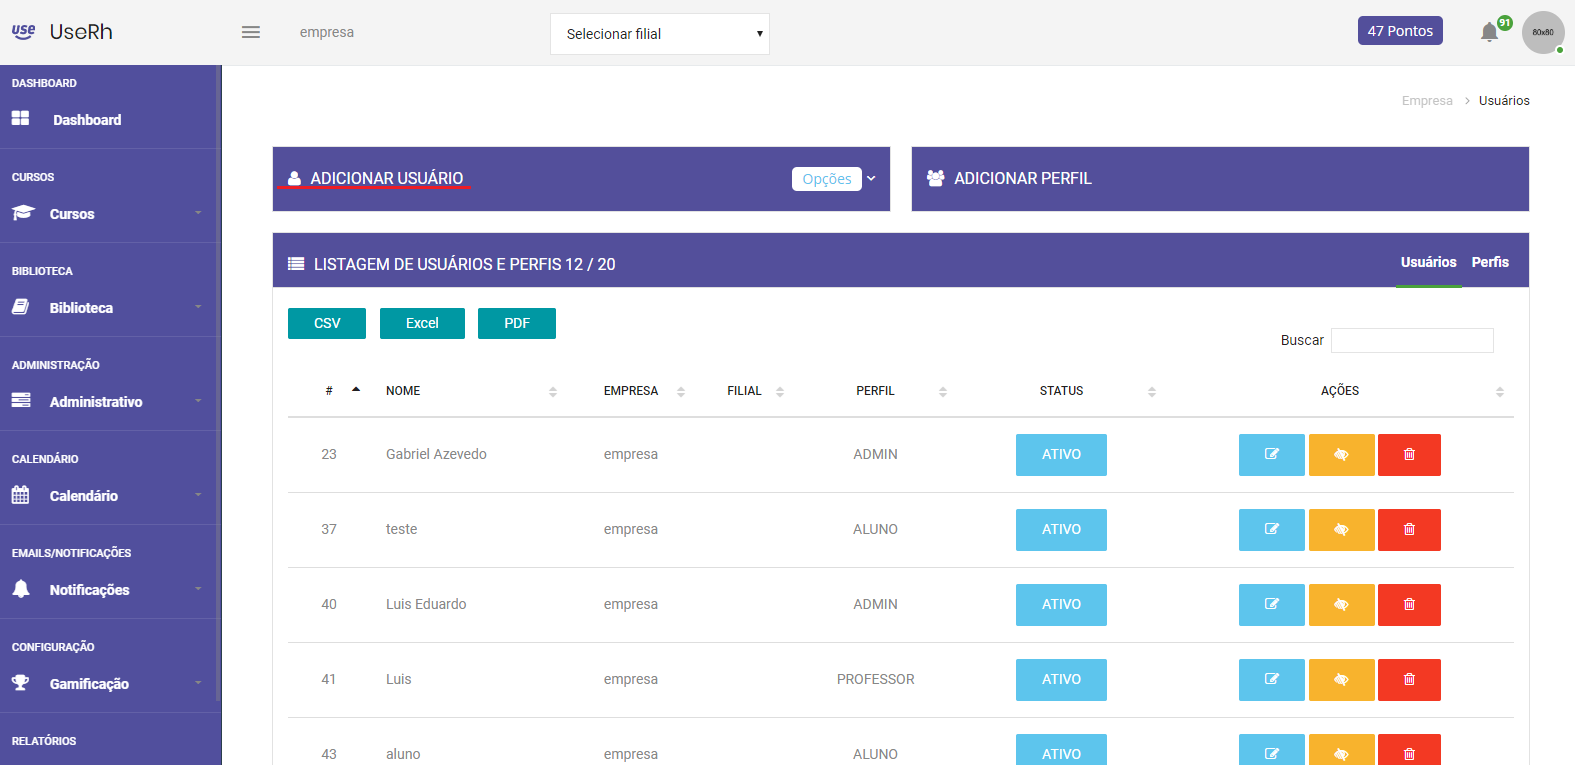 use UseRh
empresa
Selecionar filial
47 Pontos
91
80x80
DASHBOARD
Dashboard
CURSOS
Cursos
BIBLIOTECA
Biblioteca
ADMINISTRAÇÃO
Administrativo
CALENDÁRIO
Calendário
EMAILS/NOTIFICAÇÕES
Notificações
CONFIGURAÇÃO
Gamificação
RELATÓRIOS
Empresa > Usuários
ADICIONAR USUÁRIO
Opções
ADICIONAR PERFIL
LISTAGEM DE USUÁRIOS E PERFIS 12 / 20
Usuários Perfis
CSV Excel PDF
Buscar
# NOME EMPRESA FILIAL PERFIL STATUS AÇÕES
23 Gabriel Azevedo empresa ADMIN ATIVO
37 teste empresa ALUNO ATIVO
40 Luis Eduardo empresa ADMIN ATIVO
41 Luis empresa PROFESSOR ATIVO
43 aluno empresa ALUNO ATIVO